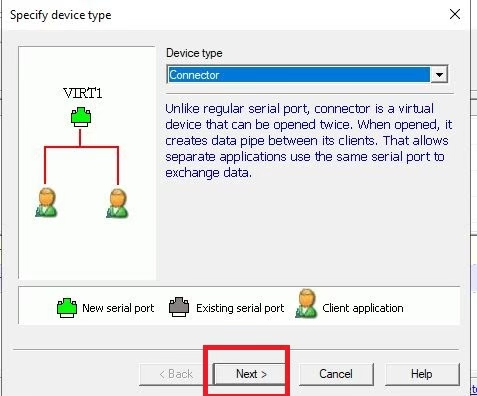 Specify device type
Device type
Connector
VIRT1
Unlike regular serial port, connector is a virtual
device that can be opened twice. When opened, it
creates data pipe between its clients. That allows
separate applications use the same serial port to
exchange data.
New serial port
Existing serial port
Client application
< Back
Next >
Cancel
Help